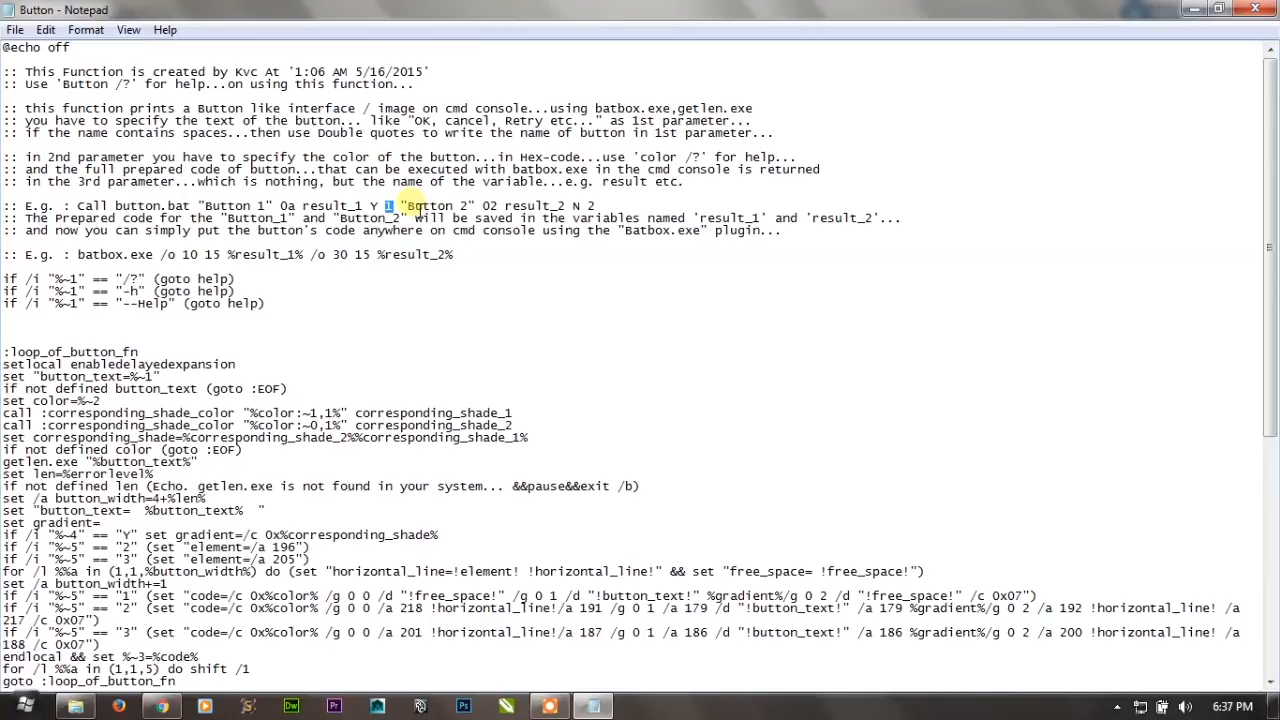 Button - Notepad
File Edit Format View Help
@echo off
:: This Function is created by Kvc At '1:06 AM 5/16/2015'
:: Use 'Button /?' for help...on using this function...
:: this function prints a Button like interface / image on cmd console...using batbox.exe,getlen.exe
:: you have to specify the text of the button... like "OK, cancel, Retry etc..." as 1st parameter...
:: if the name contains spaces...then use Double quotes to write the name of button in 1st parameter...
:: in 2nd parameter you have to specify the color of the button...in Hex-code...use 'color /?' for help...
:: and the full prepared code of button...that can be executed with batbox.exe in the cmd console is returned
:: in the 3rd parameter...which is nothing, but the name of the variable...e.g. result etc.
:: E.g. : Call button.bat "Button 1" 0a result_1 Y 1 "Button 2" 02 result_2 N 2
:: The Prepared code for the "Button_1" and "Button_2" will be saved in the variables named 'result_1' and 'result_2'...
:: and now you can simply put the button's code anywhere on cmd console using the "Batbox.exe" plugin...
:: E.g. : batbox.exe /o 10 15 %result_1% /o 30 15 %result_2%
if /i "%~1" == "/?" (goto help)
if /i "%~1" == "-h" (goto help)
if /i "%~1" == "--Help" (goto help)
:loop_of_button_fn
setlocal enabledelayedexpansion
set "button_text=%~1"
if not defined button_text (goto :EOF)
set color=%~2
call :corresponding_shade_color "%color:~1,1%" corresponding_shade_1
call :corresponding_shade_color "%color:~0,1%" corresponding_shade_2
set corresponding_shade=%corresponding_shade_2%%corresponding_shade_1%
if not defined color (goto :EOF)
getlen.exe "%button_text%"
set len=%errorlevel%
if not defined len (Echo. getlen.exe is not found in your system... &&pause&&exit /b)
set /a button_width=4+%len%
set "button_text=  %button_text%  "
set gradient=
if /i "%~4" == "Y" set gradient=/c 0x%corresponding_shade%
if /i "%~5" == "2" (set "element=/a 196")
if /i "%~5" == "3" (set "element=/a 205")
for /l %%a in (1,1,%button_width%) do (set "horizontal_line=!element! !horizontal_line!" && set "free_space= !free_space!")
set /a button_width+=1
if /i "%~5" == "1" (set "code=/c 0x%color% /g 0 0 /d "!free_space!" /g 0 1 /d "!button_text!" %gradient%/g 0 2 /d "!free_space!" /c 0x07")
if /i "%~5" == "2" (set "code=/c 0x%color% /g 0 0 /a 218 !horizontal_line!/a 191 /g 0 1 /a 179 /d "!button_text!" /a 179 %gradient%/g 0 2 /a 192 !horizontal_line! /a
217 /c 0x07")
if /i "%~5" == "3" (set "code=/c 0x%color% /g 0 0 /a 201 !horizontal_line!/a 187 /g 0 1 /a 186 /d "!button_text!" /a 186 %gradient%/g 0 2 /a 200 !horizontal_line! /a
188 /c 0x07")
endlocal && set %~3=%code%
for /l %%a in (1,1,5) do shift /1
goto :loop_of_button_fn
Dw Pr Ps 6:37 PM